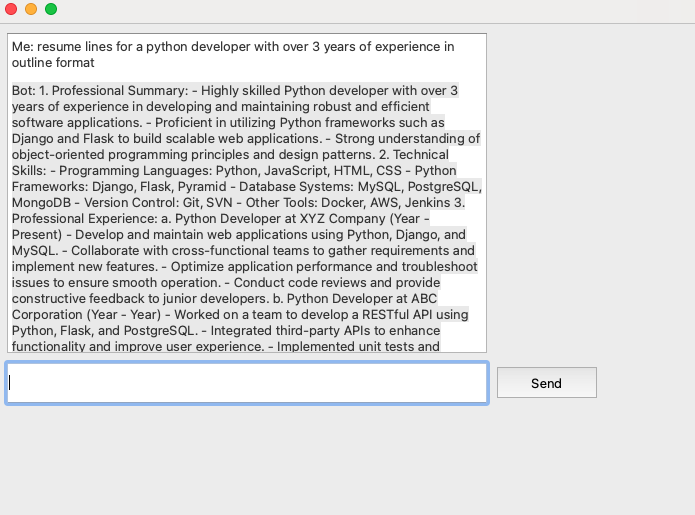 Me: resume lines for a python developer with over 3 years of experience in
outline format
Bot: 1. Professional Summary: - Highly skilled Python developer with over 3
years of experience in developing and maintaining robust and efficient
software applications. - Proficient in utilizing Python frameworks such as
Django and Flask to build scalable web applications. - Strong understanding of
object-oriented programming principles and design patterns. 2. Technical
Skills: - Programming Languages: Python, JavaScript, HTML, CSS - Python
Frameworks: Django, Flask, Pyramid - Database Systems: MySQL, PostgreSQL,
MongoDB - Version Control: Git, SVN - Other Tools: Docker, AWS, Jenkins 3.
Professional Experience: a. Python Developer at XYZ Company (Year -
Present) - Develop and maintain web applications using Python, Django, and
MySQL. - Collaborate with cross-functional teams to gather requirements and
implement new features. - Optimize application performance and troubleshoot
issues to ensure smooth operation. - Conduct code reviews and provide
constructive feedback to junior developers. b. Python Developer at ABC
Corporation (Year - Year) - Worked on a team to develop a RESTful API using
Python, Flask, and PostgreSQL. - Integrated third-party APIs to enhance
functionality and improve user experience. - Implemented unit tests and
Send